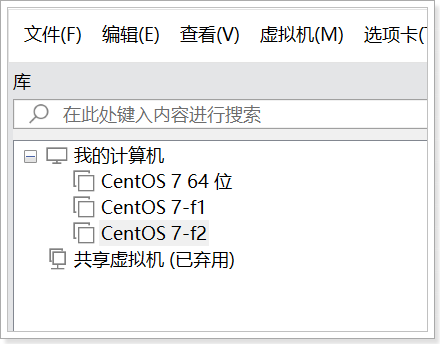 文件(F) 编辑(E) 查看(V) 虚拟机(M) 选项卡(
库
在此处键入内容进行搜索
我的计算机
CentOS 7 64 位
CentOS 7-f1
CentOS 7-f2
共享虚拟机 (已弃用)